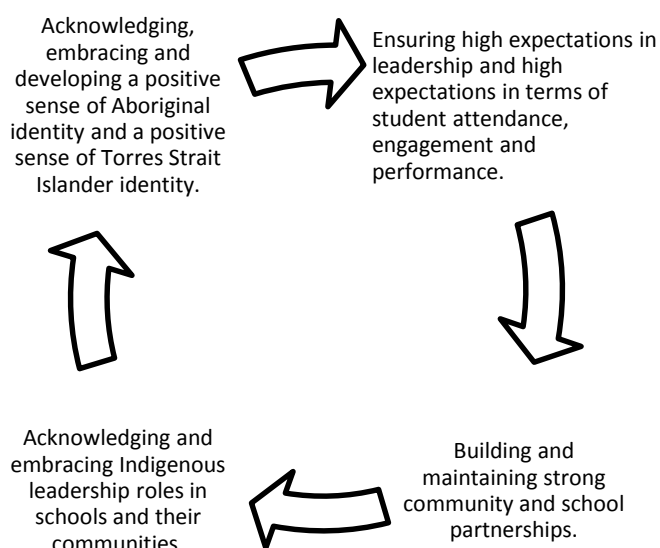 Acknowledging,
embracing and
developing a positive
sense of Aboriginal
identity and a positive
sense of Torres Strait
Islander identity.
Ensuring high expectations in
leadership and high
expectations in terms of
student attendance,
engagement and
performance.
Building and
maintaining strong
community and school
partnerships.
Acknowledging and
embracing Indigenous
leadership roles in
schools and their
communities